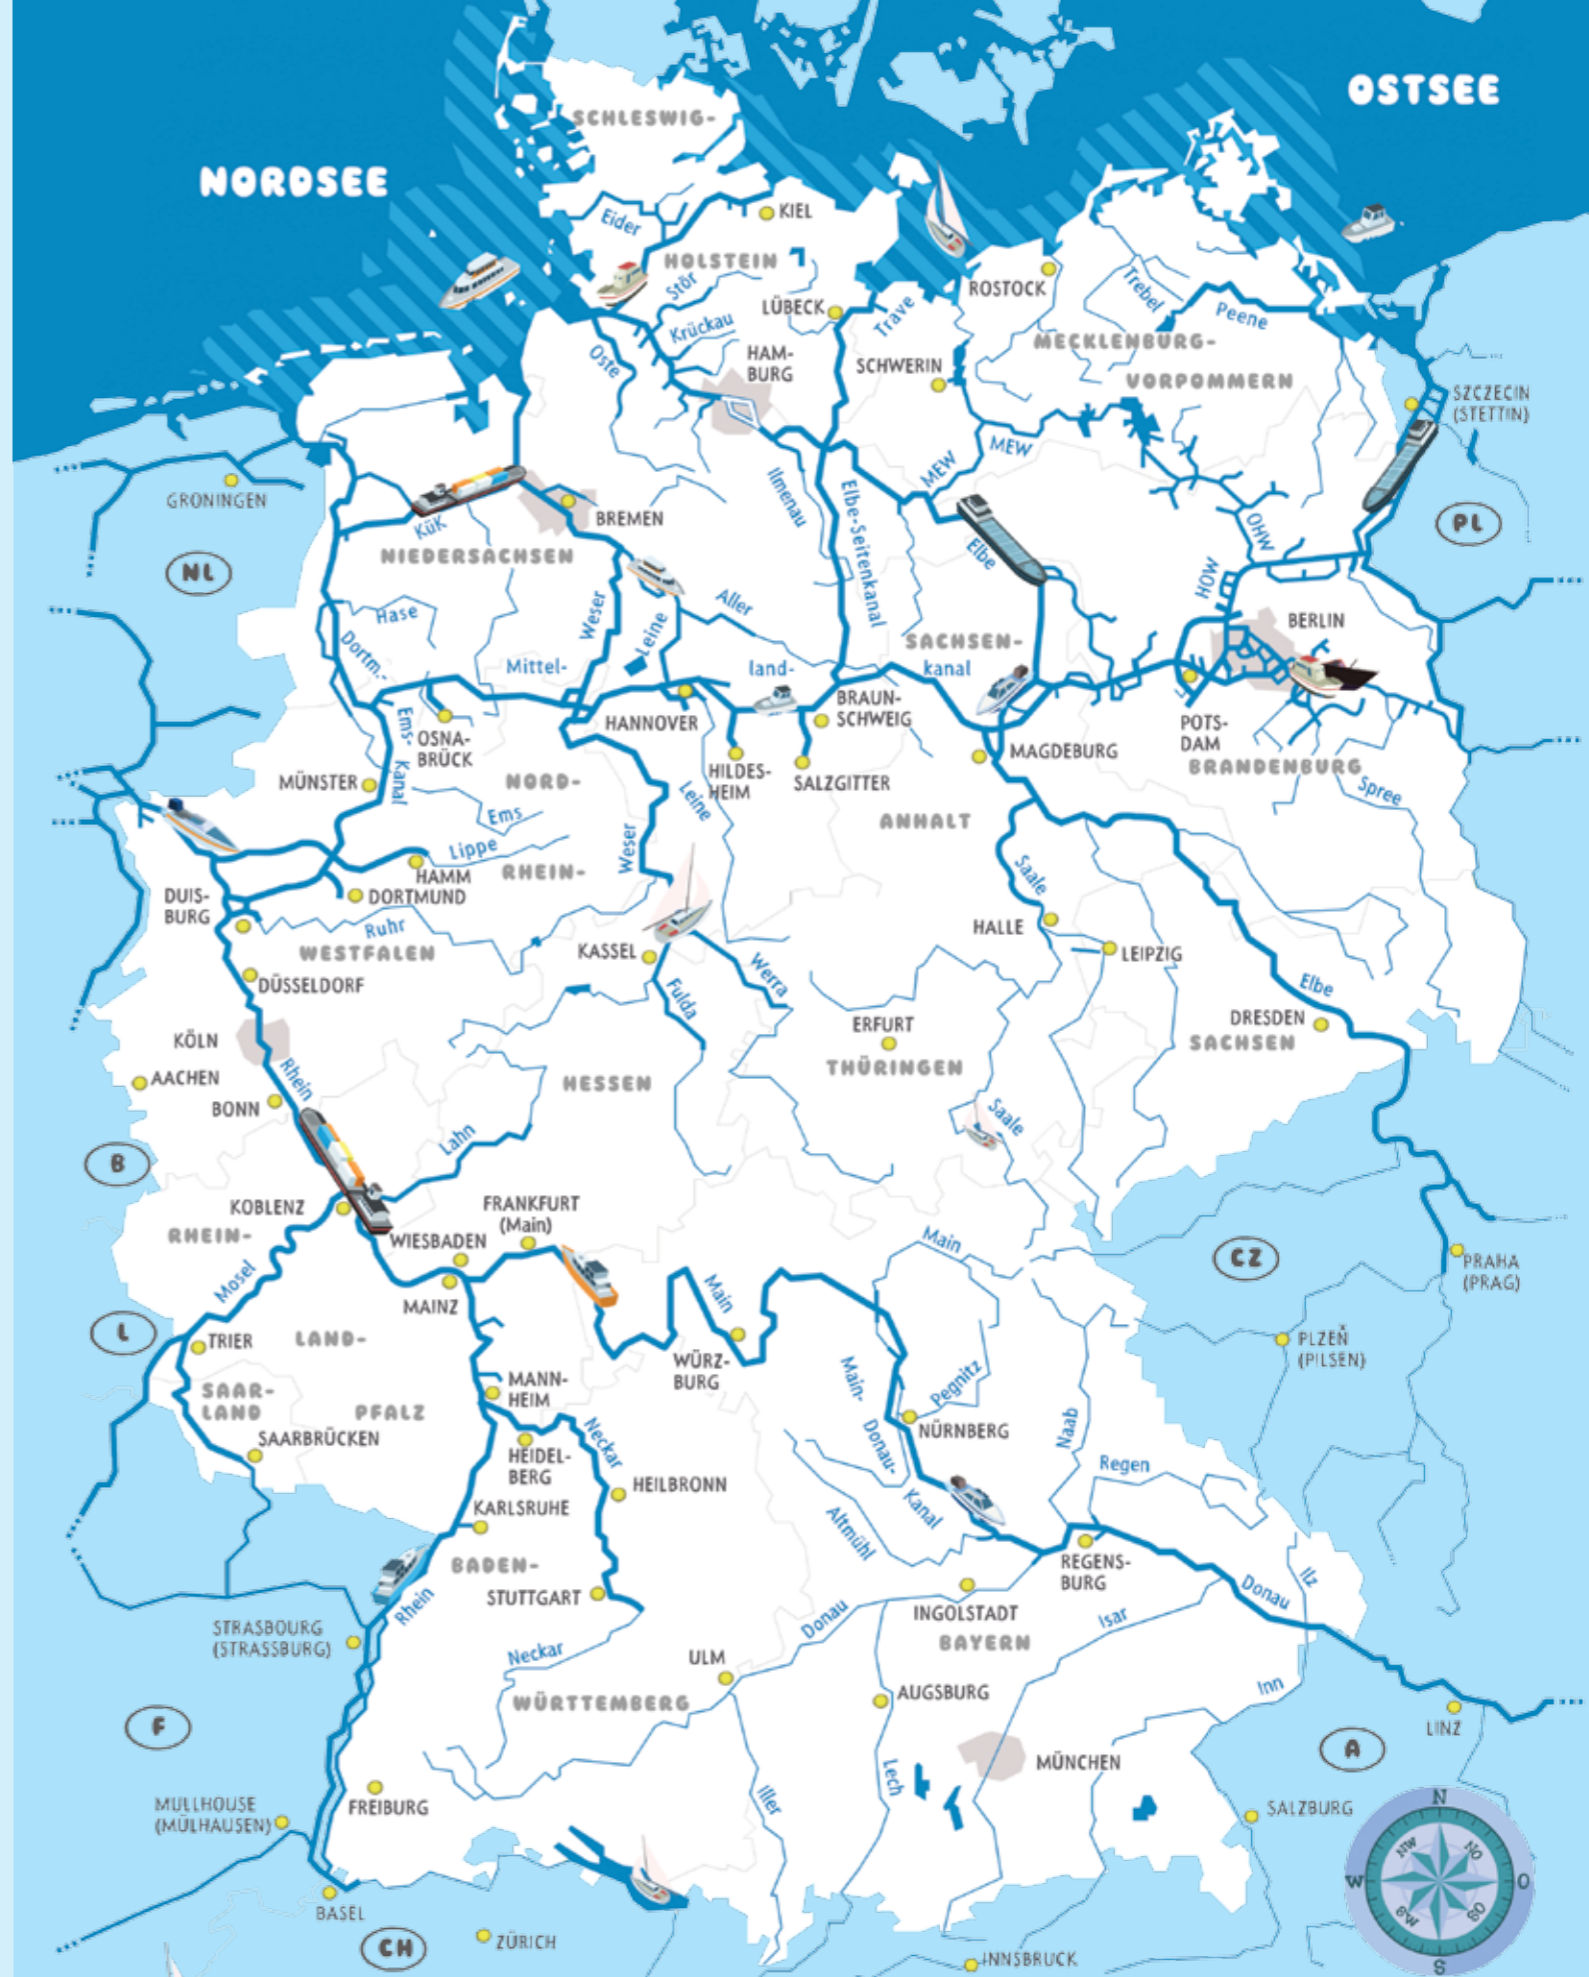 OSTSEE
NORDSEE
SCHLESWIG-
KIEL
Eider
HOLSTEIN
Stör
ROSTOCK
LÜBECK
Trebel
Peene
Trave
Krückau
MECKLENBURG-
Oste
HAM-
BURG
SCHWERIN
VORPOMMERN
SZCZECIN
(STETTIN)
MEW
MEW
GRONINGEN
Ilmenau
Elbe-Seitenkanal
BREMEN
KüK
PL
NIEDERSACHSEN
Elbe
OHW
NL
HOW
Hase
Weser
Leine
Aller
BERLIN
Dortm.-
SACHSEN-
Mittel-
land-
kanal
BRAUN-
SCHWEIG
HANNOVER
Ems-
Kanal
OSNA-
BRÜCK
POTS-
DAM
MAGDEBURG
BRANDENBURG
MÜNSTER
NORD-
HILDES-
HEIM
SALZGITTER
Leine
Spree
Ems
ANHALT
Lippe
Weser
HAMM
RHEIN-
DUIS-
BURG
DORTMUND
Saale
Ruhr
HALLE
WESTFALEN
KASSEL
LEIPZIG
DÜSSELDORF
Werra
Fulda
Elbe
KÖLN
ERFURT
DRESDEN
SACHSEN
Rhein
THÜRINGEN
AACHEN
HESSEN
BONN
Saale
Lahn
B
KOBLENZ
FRANKFURT
(Main)
RHEIN-
WIESBADEN
Main
CZ
PRAHA
(PRAG)
Mosel
MAINZ
Main
L
TRIER
LAND-
PLZEŇ
(PILSEN)
WÜRZ-
BURG
SAAR-
LAND
MANN-
HEIM
Main-
Donau-
Kanal
Pegnitz
PFALZ
NÜRNBERG
Naab
SAARBRÜCKEN
Neckar
HEIDEL-
BERG
Regen
HEILBRONN
KARLSRUHE
Altmühl
BADEN-
REGENS-
BURG
Ilz
Donau
Rhein
STUTTGART
INGOLSTADT
Isar
STRASBOURG
(STRASSBURG)
Donau
BAYERN
Neckar
ULM
AUGSBURG
Inn
WÜRTTEMBERG
F
LINZ
A
MÜNCHEN
Lech
Iller
MULLHOUSE
(MÜLHAUSEN)
FREIBURG
SALZBURG
N
NW
NO
W
O
SW
SO
S
BASEL
CH
ZÜRICH
INNSBRUCK